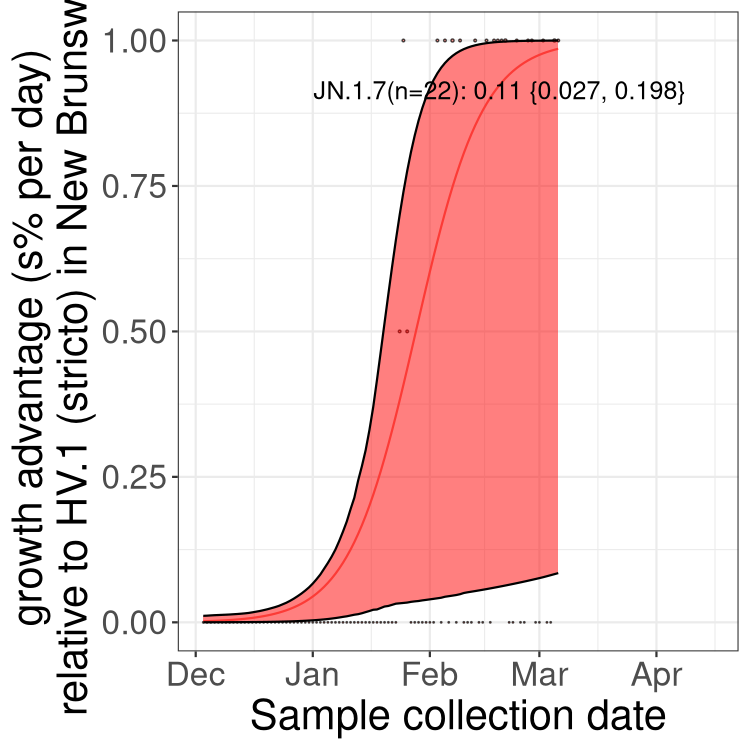 growth advantage (s% per day)
relative to HV.1 (stricto) in New Brunsw
1.00
0.75
0.50
0.25
0.00
JN.1.7(n=22): 0.11 {0.027, 0.198}
Dec Jan Feb Mar Apr
Sample collection date